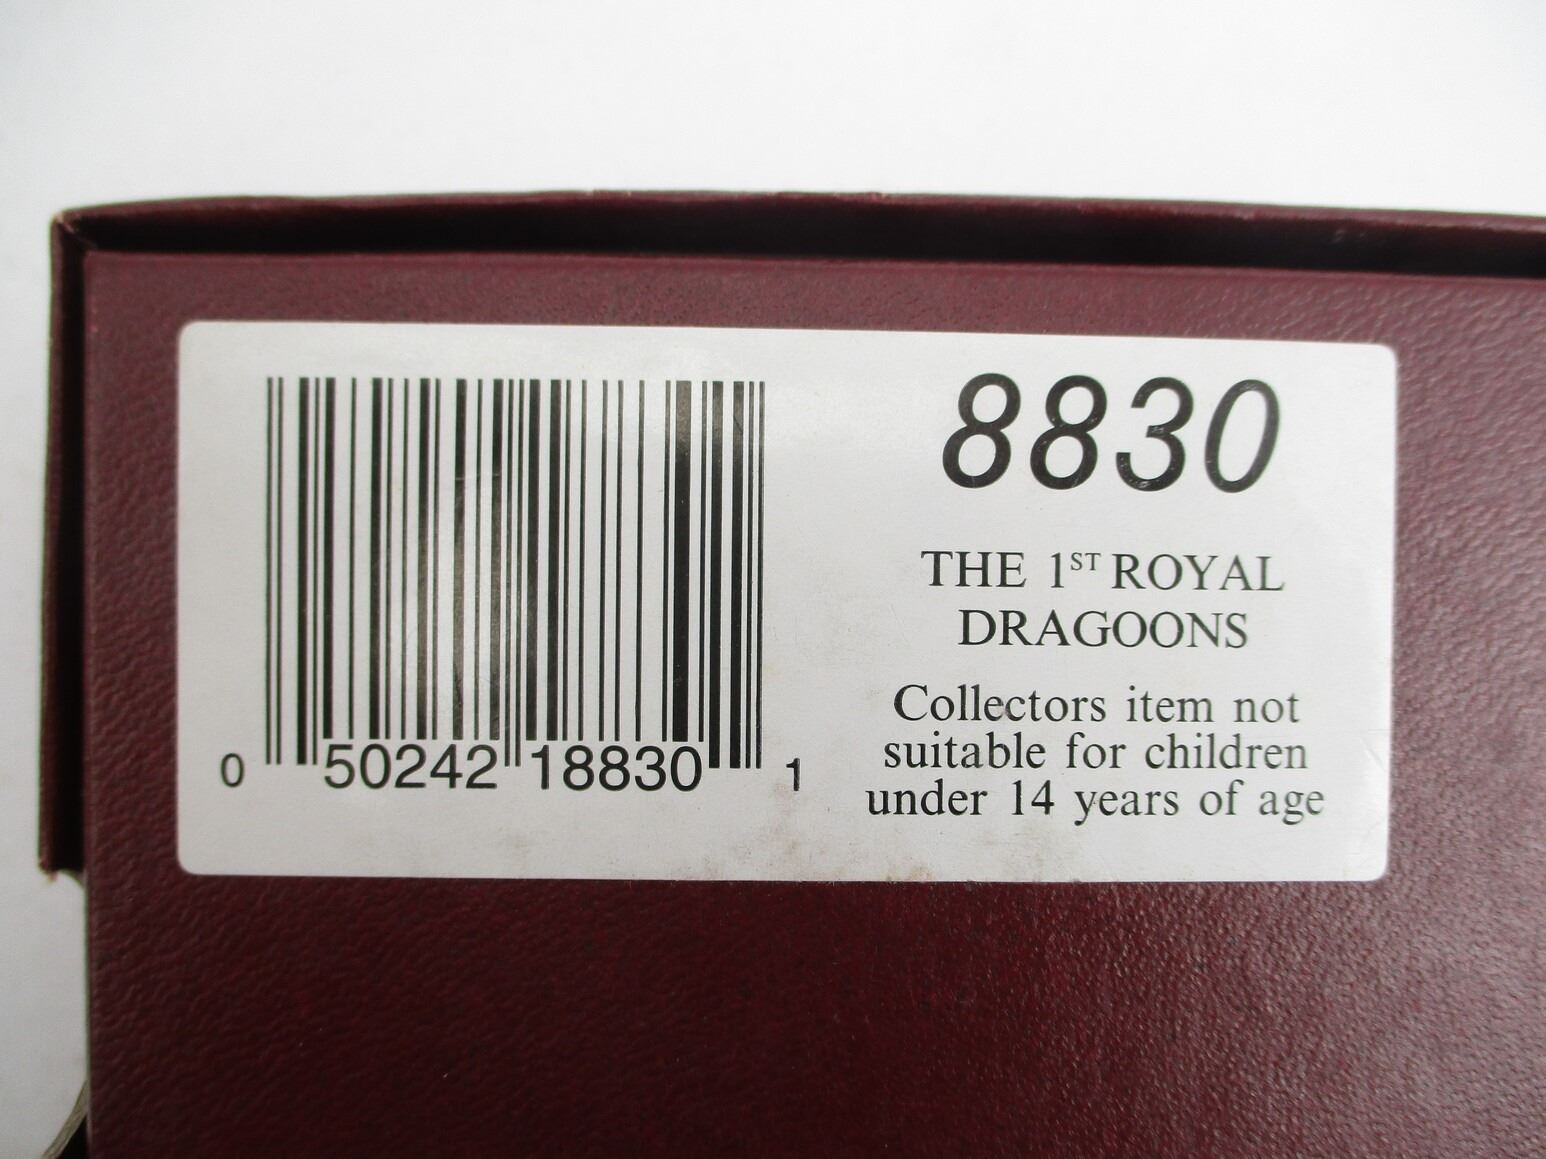 8830
THE 1ST ROYAL
DRAGOONS
Collectors item not
suitable for children
under 14 years of age
0 50242 18830 1